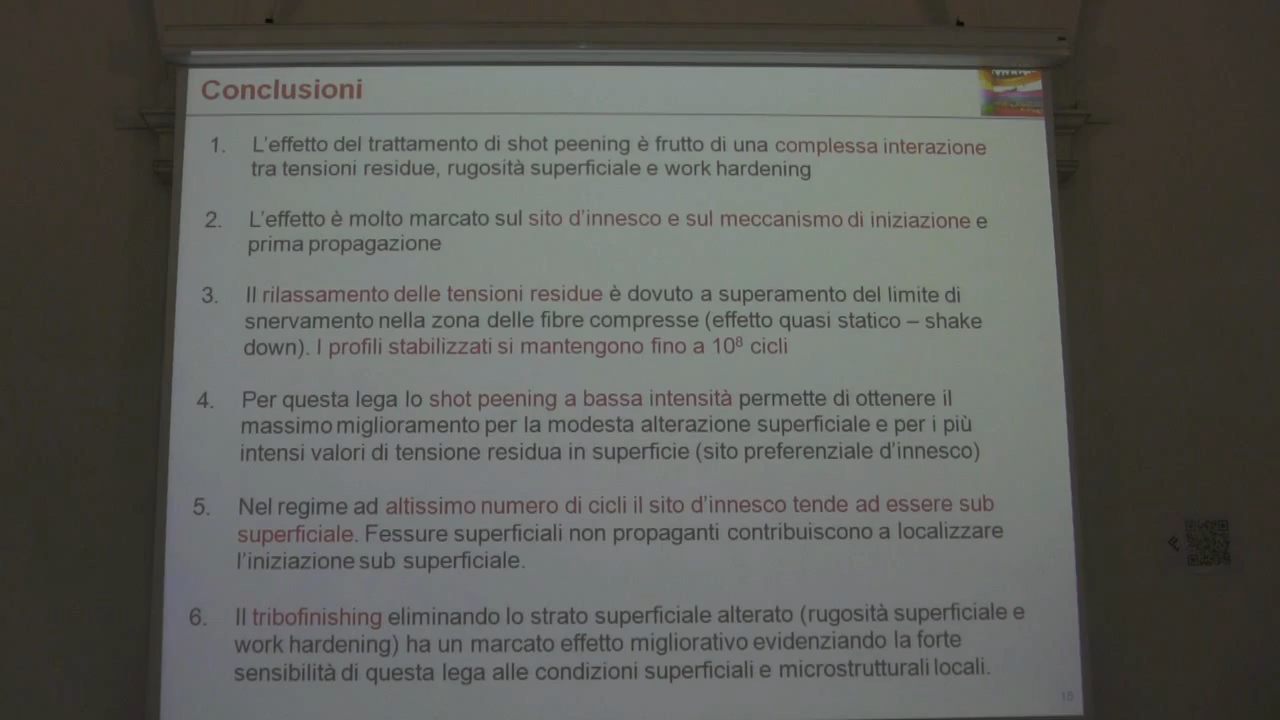 Conclusioni
1. L'effetto del trattamento di shot peening è frutto di una complessa interazione
tra tensioni residue, rugosità superficiale e work hardening
2. L'effetto è molto marcato sul sito d'innesco e sul meccanismo di iniziazione e
prima propagazione
3. Il rilassamento delle tensioni residue è dovuto a superamento del limite di
snervamento nella zona delle fibre compresse (effetto quasi statico – shake
down). I profili stabilizzati si mantengono fino a 10⁸ cicli
4. Per questa lega lo shot peening a bassa intensità permette di ottenere il
massimo miglioramento per la modesta alterazione superficiale e per i più
intensi valori di tensione residua in superficie (sito preferenziale d'innesco)
5. Nel regime ad altissimo numero di cicli il sito d'innesco tende ad essere sub
superficiale. Fessure superficiali non propaganti contribuiscono a localizzare
l'iniziazione sub superficiale.
6. Il tribofinishing eliminando lo strato superficiale alterato (rugosità superficiale e
work hardening) ha un marcato effetto migliorativo evidenziando la forte
sensibilità di questa lega alle condizioni superficiali e microstrutturali locali.